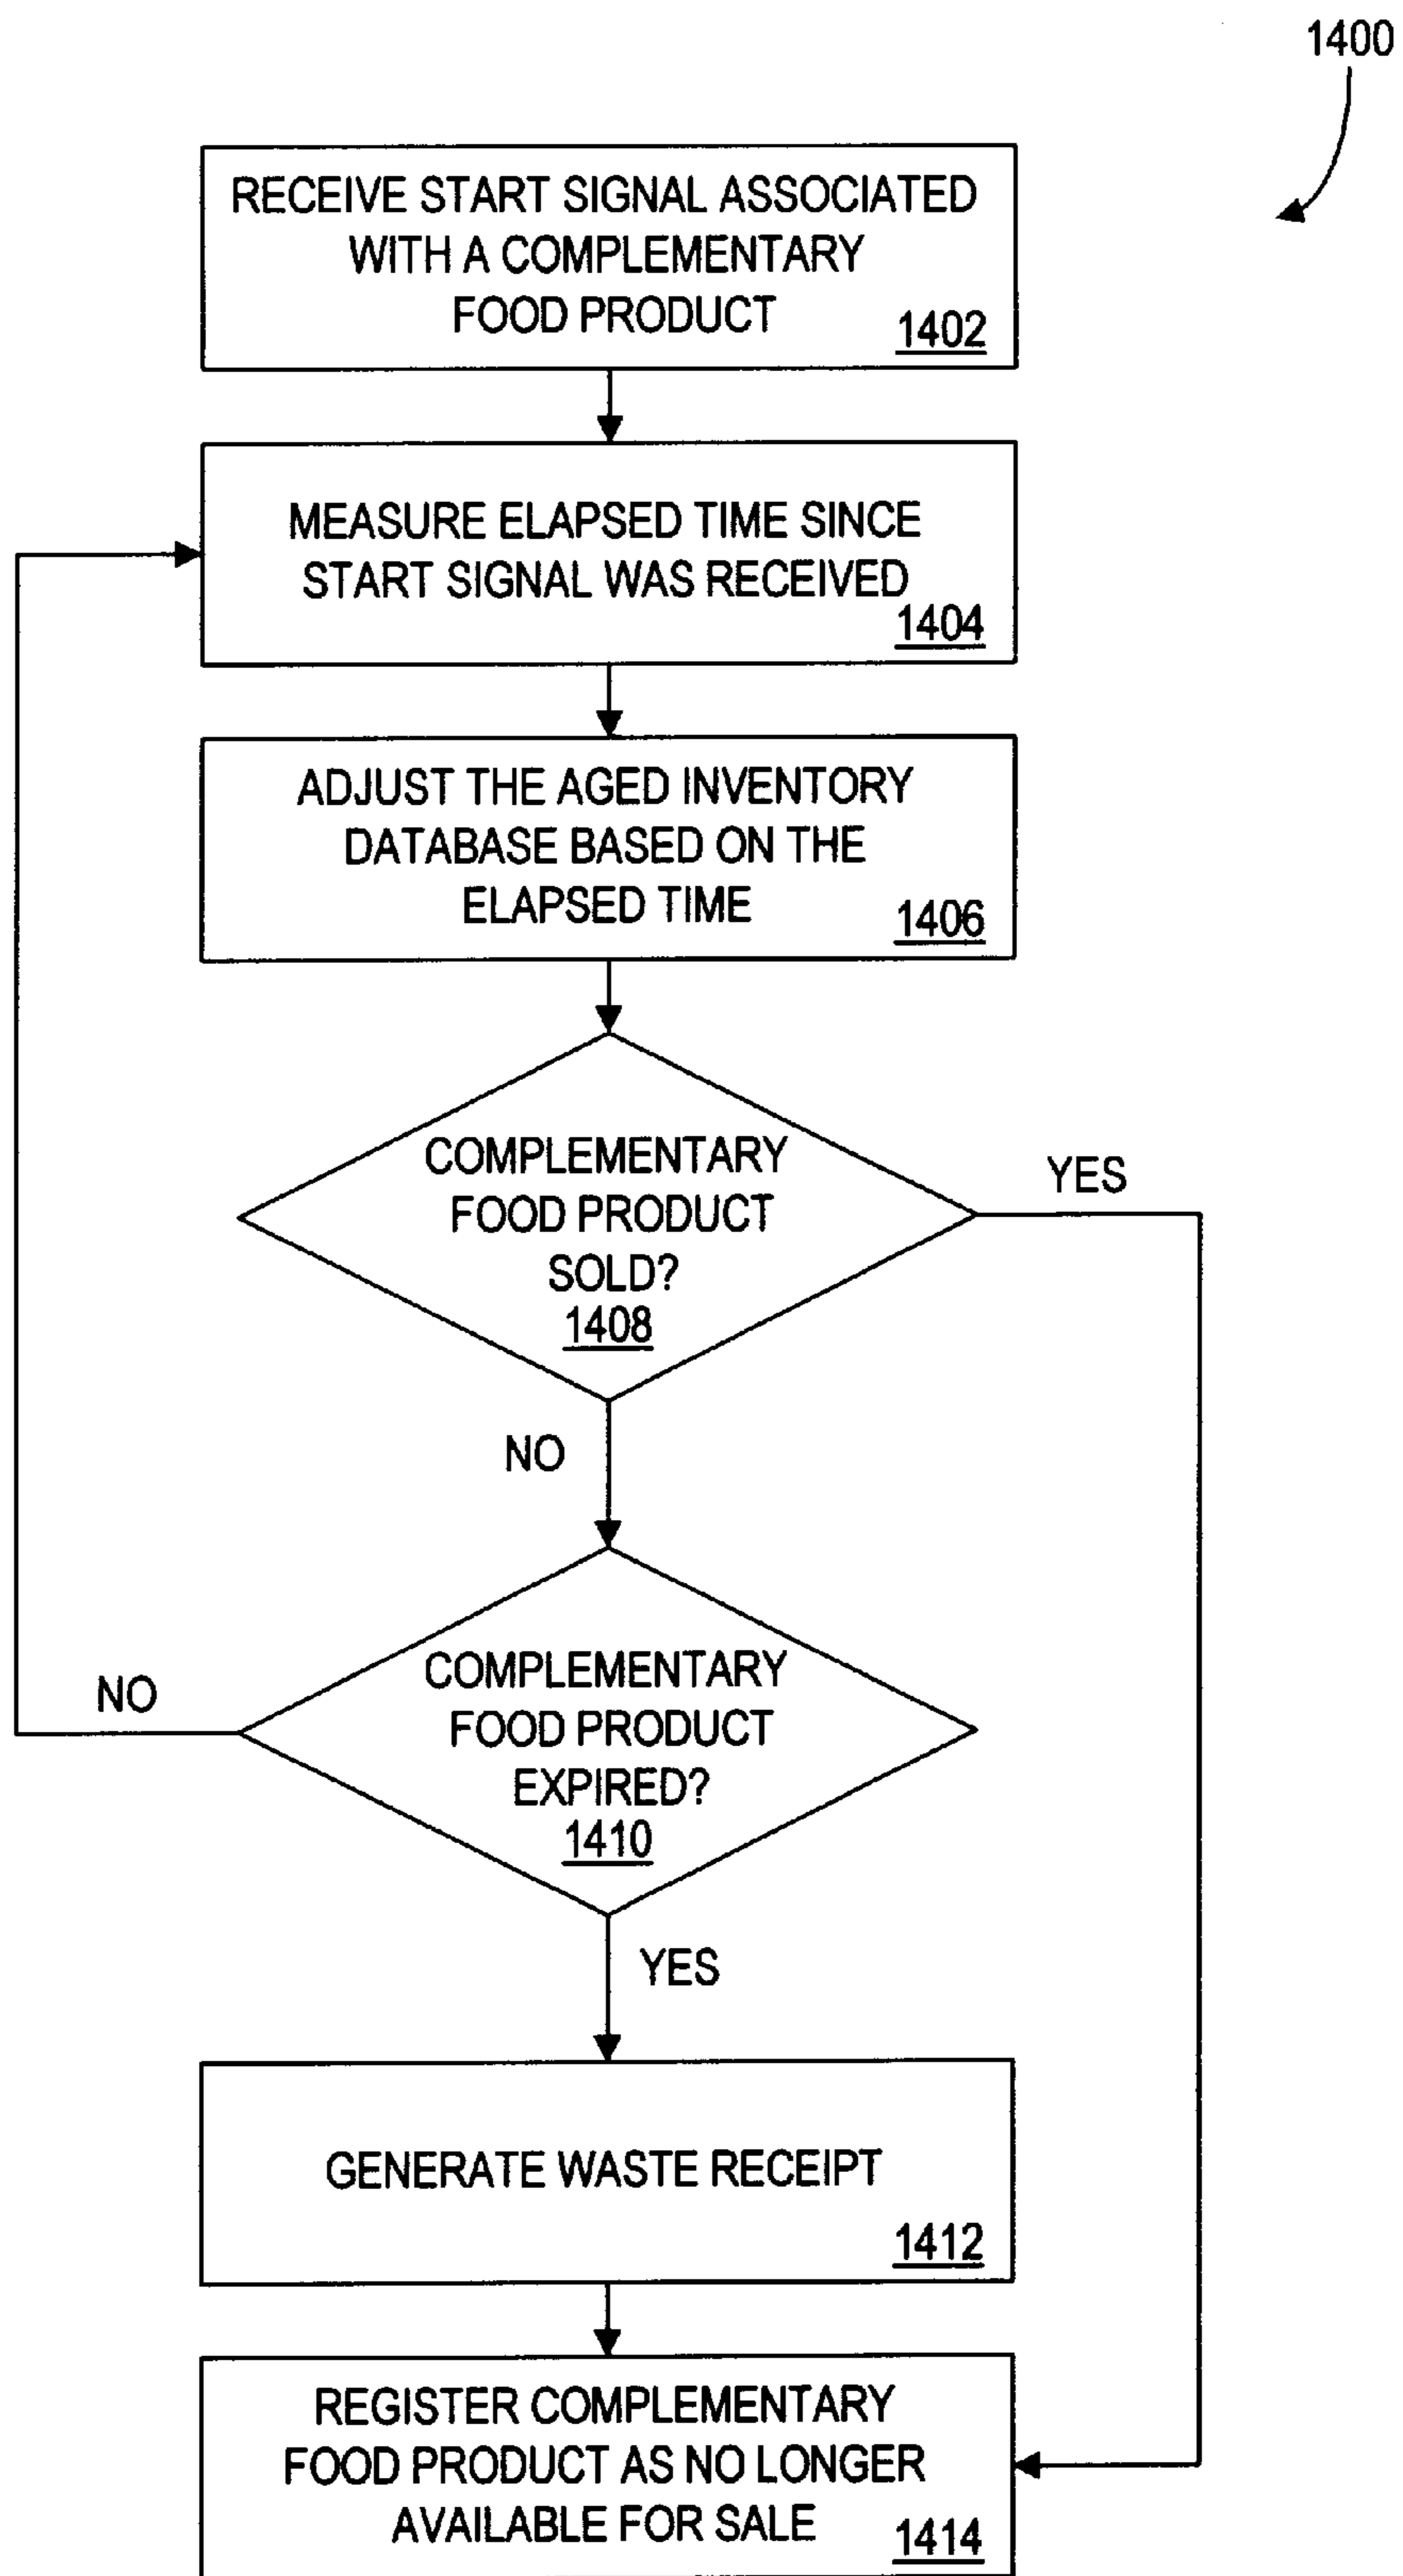 1400
RECEIVE START SIGNAL ASSOCIATED
WITH A COMPLEMENTARY
FOOD PRODUCT
1402
MEASURE ELAPSED TIME SINCE
START SIGNAL WAS RECEIVED
1404
ADJUST THE AGED INVENTORY
DATABASE BASED ON THE
ELAPSED TIME
1406
COMPLEMENTARY
FOOD PRODUCT
SOLD?
1408
YES
NO
COMPLEMENTARY
FOOD PRODUCT
EXPIRED?
1410
NO
YES
GENERATE WASTE RECEIPT
1412
REGISTER COMPLEMENTARY
FOOD PRODUCT AS NO LONGER
AVAILABLE FOR SALE
1414